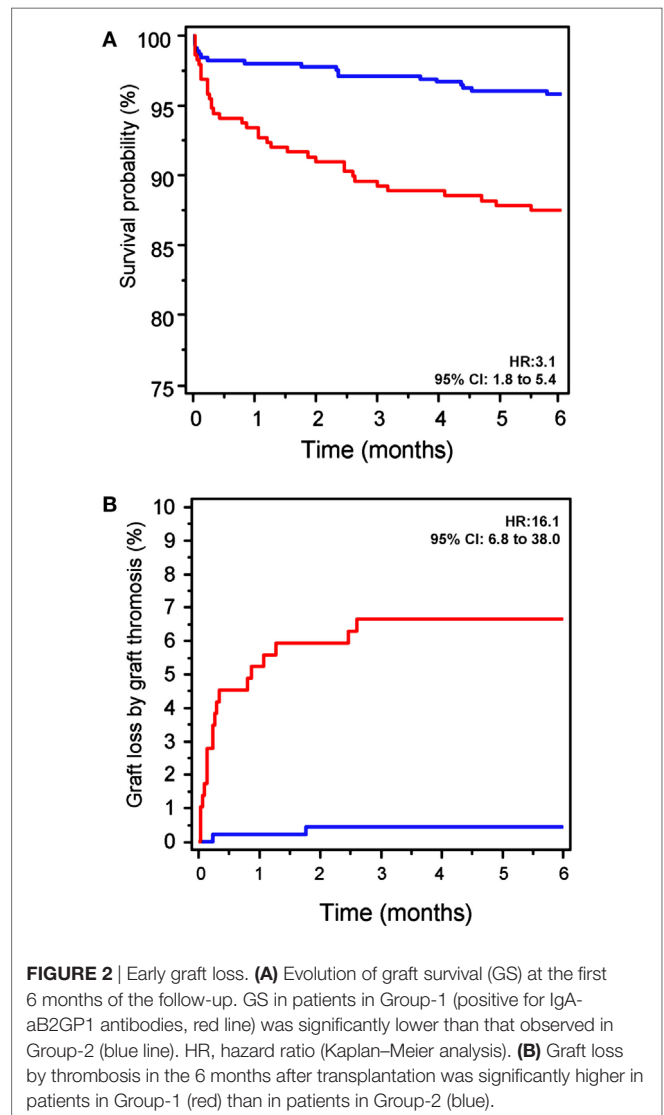 A
Survival probability (%)
100
95
90
85
80
75
HR:3.1
95% CI: 1.8 to 5.4
0 1 2 3 4 5 6
Time (months)
B
Graft loss by graft thromosis (%)
10
9
8
7
6
5
4
3
2
1
0
HR:16.1
95% CI: 6.8 to 38.0
0 1 2 3 4 5 6
Time (months)
FIGURE 2 | Early graft loss. (A) Evolution of graft survival (GS) at the first
6 months of the follow-up. GS in patients in Group-1 (positive for IgA-
aB2GP1 antibodies, red line) was significantly lower than that observed in
Group-2 (blue line). HR, hazard ratio (Kaplan–Meier analysis). (B) Graft loss
by thrombosis in the 6 months after transplantation was significantly higher in
patients in Group-1 (red) than in patients in Group-2 (blue).